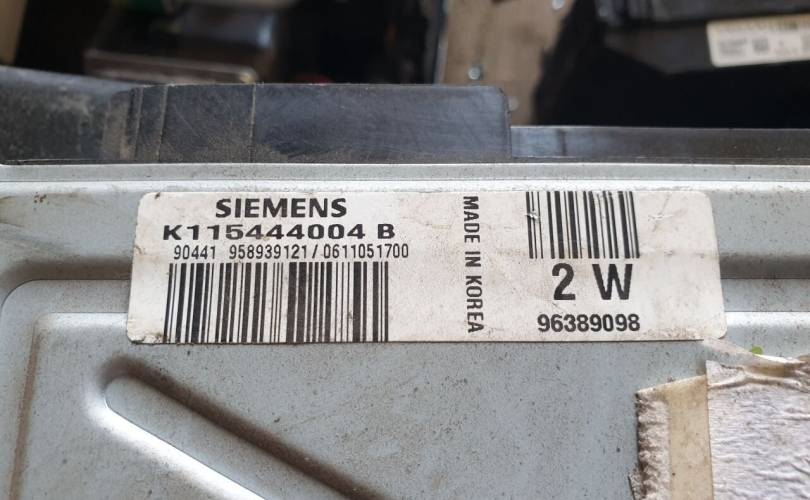 SIEMENS
K115444004 B
90441 958939121 / 0611051700
MADE IN KOREA
2 W
96389098